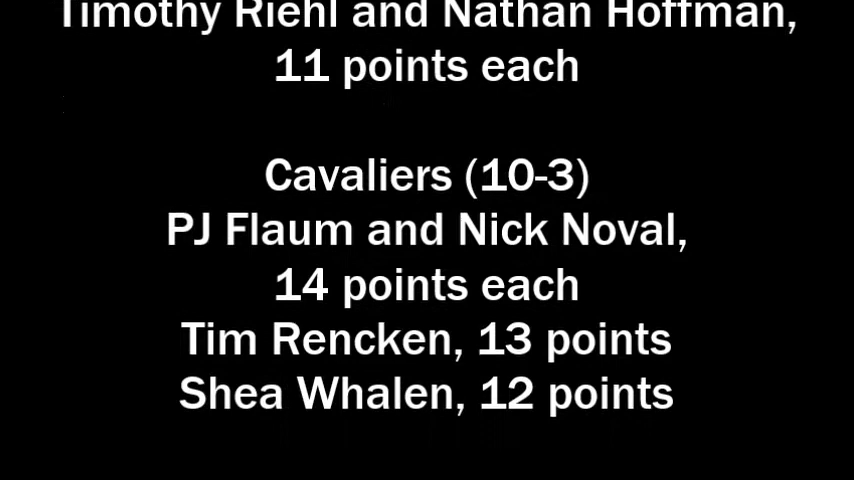 Timothy Riehl and Nathan Hoffman,
11 points each
Cavaliers (10-3)
PJ Flaum and Nick Noval,
14 points each
Tim Rencken, 13 points
Shea Whalen, 12 points